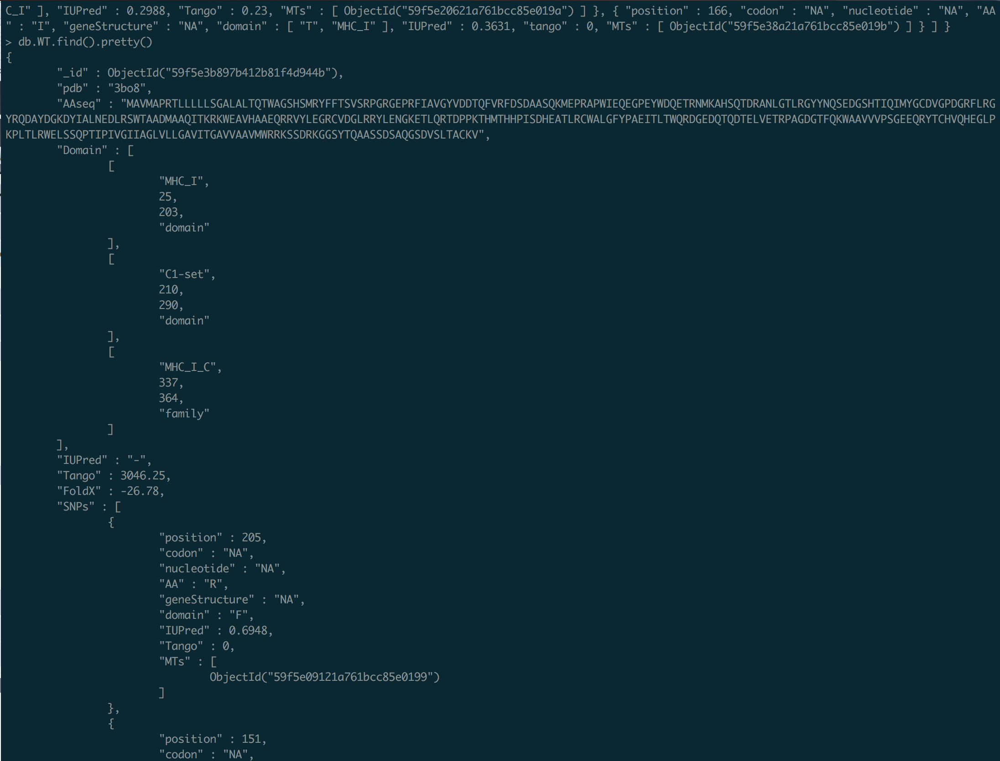 C_I" ], "IUPred" : 0.2988, "Tango" : 0.23, "MTs" : [ ObjectId("59f5e20621a761bcc85e019a") ] }, { "position" : 166, "codon" : "NA", "nucleotide" : "NA", "AA
" : "I", "geneStructure" : "NA", "domain" : [ "T", "MHC_I" ], "IUPred" : 0.3631, "tango" : 0, "MTs" : [ ObjectId("59f5e38a21a761bcc85e019b") ] } ] }
> db.WT.find().pretty()
{
"_id" : ObjectId("59f5e3b897b412b81f4d944b"),
"pdb" : "3bo8",
"AAseq" : "MAVMAPRTLLLLLSGALALTQTWAGSHSMRYFFTSVSRPGRGEPRFIAVGYVDDTQFVRFDSDAASQKMEPRAPWIEQEGPEYWDQETRNMKAHSQTDRANLGTLRGYYNQSEDGSHTIQIMYGCDVGPDGRFLRG
YRQDAYDGKDYIALNEDLRSWTAADMAAQITKRKWEAVHAAEQRRVYLEGRCVDGLRRYLENGKETLQRTDPPKTHMTHHPISDHEATLRCWALGFYPAEITLTWQRDGEDQTQDTELVETRPAGDGTFQKWAAVVVPSGEEQRYTCHVQHEGLP
KPLTLRWELSSQPTIPIVGIIAGLVLLGAVITGAVVAAVMWRRKSSDRKGGSYTQAASSDSAQGSDVSLTACKV",
"Domain" : [
[
"MHC_I",
25,
203,
"domain"
],
[
"C1-set",
210,
290,
"domain"
],
[
"MHC_I_C",
337,
364,
"family"
]
],
"IUPred" : "-",
"Tango" : 3046.25,
"FoldX" : -26.78,
"SNPs" : [
{
"position" : 205,
"codon" : "NA",
"nucleotide" : "NA",
"AA" : "R",
"geneStructure" : "NA",
"domain" : "F",
"IUPred" : 0.6948,
"Tango" : 0,
"MTs" : [
ObjectId("59f5e09121a761bcc85e0199")
]
},
{
"position" : 151,
"codon" : "NA",